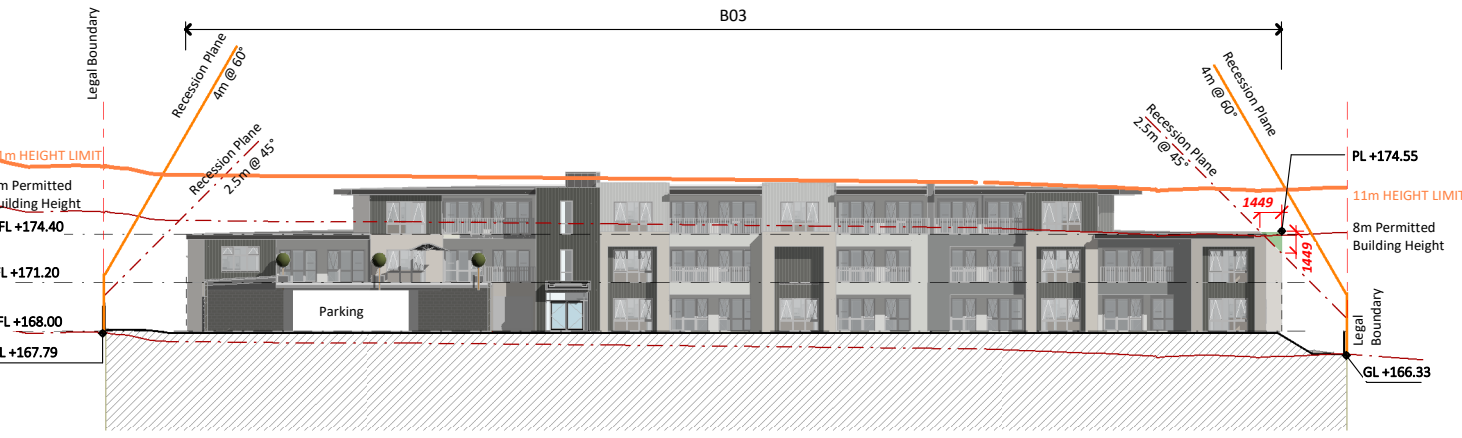 B03
Legal Boundary
Recession Plane
4m @ 60°
Recession Plane
2.5m @ 45°
Recession Plane
4m @ 60°
Recession Plane
2.5m @ 45°
1m HEIGHT LIMIT
m Permitted
uilding Height
FL +174.40
FL +171.20
FL +168.00
L +167.79
Parking
1449
1449
PL +174.55
11m HEIGHT LIMIT
8m Permitted
Building Height
Legal
Boundary
GL +166.33